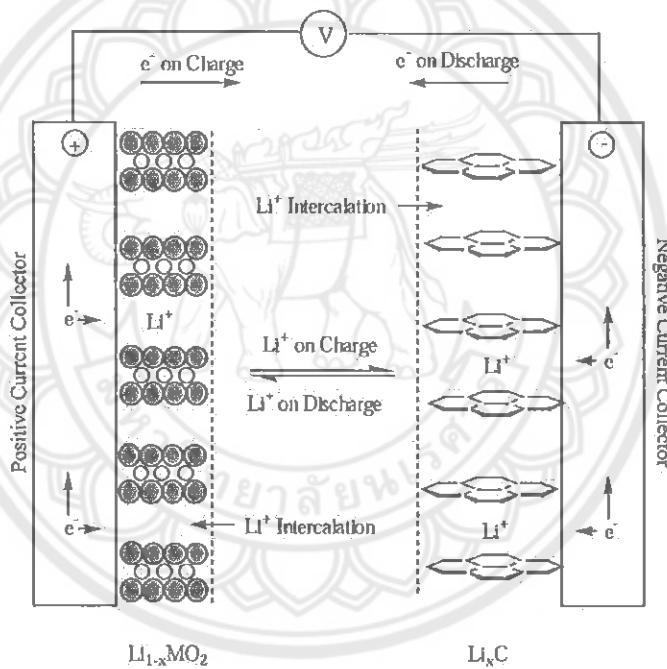 V
e⁻ on Charge
e⁻ on Discharge
+
-
Li⁺ Intercalation
Positive Current Collector
Negative Current Collector
Li⁺
e⁻
Li⁺ on Charge
Li⁺ on Discharge
Li⁺
e⁻
e⁻
Li⁺ Intercalation
Li⁺
e⁻
Li₁₋ₓMO₂
LiₓC